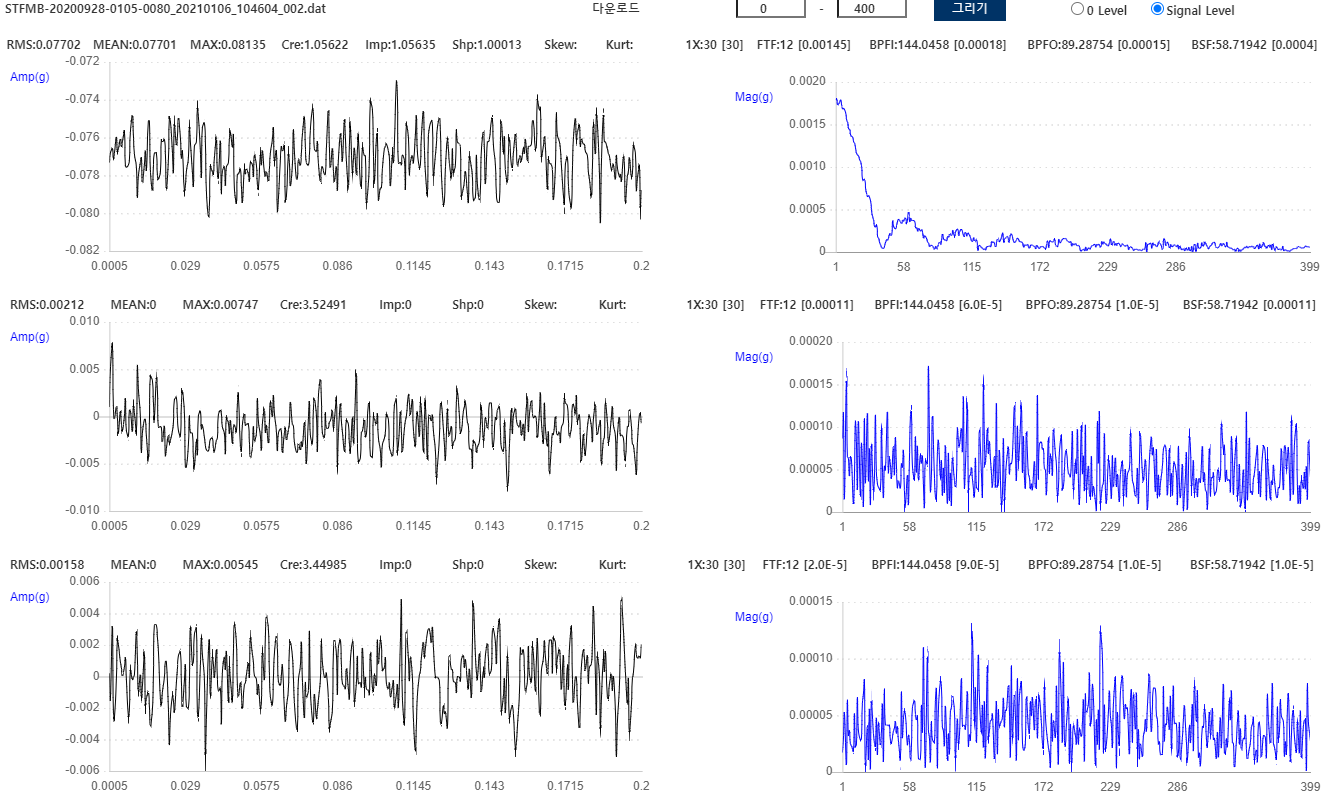 STFMB-20200928-0105-0080_20210106_104604_002.dat 다운로드 0 - 400 그리기 0 Level Signal Level
RMS:0.07702 MEAN:0.07701 MAX:0.08135 Cre:1.05622 Imp:1.05635 Shp:1.00013 Skew: Kurt:
1X:30 [30] FTF:12 [0.00145] BPFI:144.0458 [0.00018] BPFO:89.28754 [0.00015] BSF:58.71942 [0.0004]
Amp(g)
-0.072
-0.074
-0.076
-0.078
-0.080
-0.082
0.0005 0.029 0.0575 0.086 0.1145 0.143 0.1715 0.2
Mag(g)
0.0020
0.0015
0.0010
0.0005
0
1 58 115 172 229 286 399
RMS:0.00212 MEAN:0 MAX:0.00747 Cre:3.52491 Imp:0 Shp:0 Skew: Kurt:
1X:30 [30] FTF:12 [0.00011] BPFI:144.0458 [6.0E-5] BPFO:89.28754 [1.0E-5] BSF:58.71942 [0.00011]
Amp(g)
0.010
0.005
0
-0.005
-0.010
0.0005 0.029 0.0575 0.086 0.1145 0.143 0.1715 0.2
Mag(g)
0.00020
0.00015
0.00010
0.00005
0
1 58 115 172 229 286 399
RMS:0.00158 MEAN:0 MAX:0.00545 Cre:3.44985 Imp:0 Shp:0 Skew: Kurt:
1X:30 [30] FTF:12 [2.0E-5] BPFI:144.0458 [9.0E-5] BPFO:89.28754 [1.0E-5] BSF:58.71942 [1.0E-5]
Amp(g)
0.006
0.004
0.002
0
-0.002
-0.004
-0.006
0.0005 0.029 0.0575 0.086 0.1145 0.143 0.1715 0.2
Mag(g)
0.00015
0.00010
0.00005
0
1 58 115 172 229 286 399